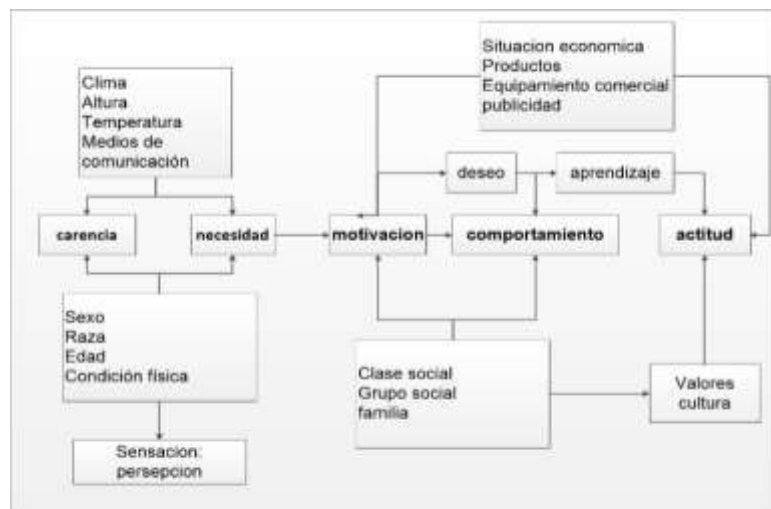 Situacion economica
Productos
Equipamiento comercial
publicidad
Clima
Altura
Temperatura
Medios de
comunicación
deseo
aprendizaje
carencia
necesidad
motivacion
comportamiento
actitud
Sexo
Raza
Edad
Condición física
Clase social
Grupo social
familia
Valores
cultura
Sensacion:
persepcion